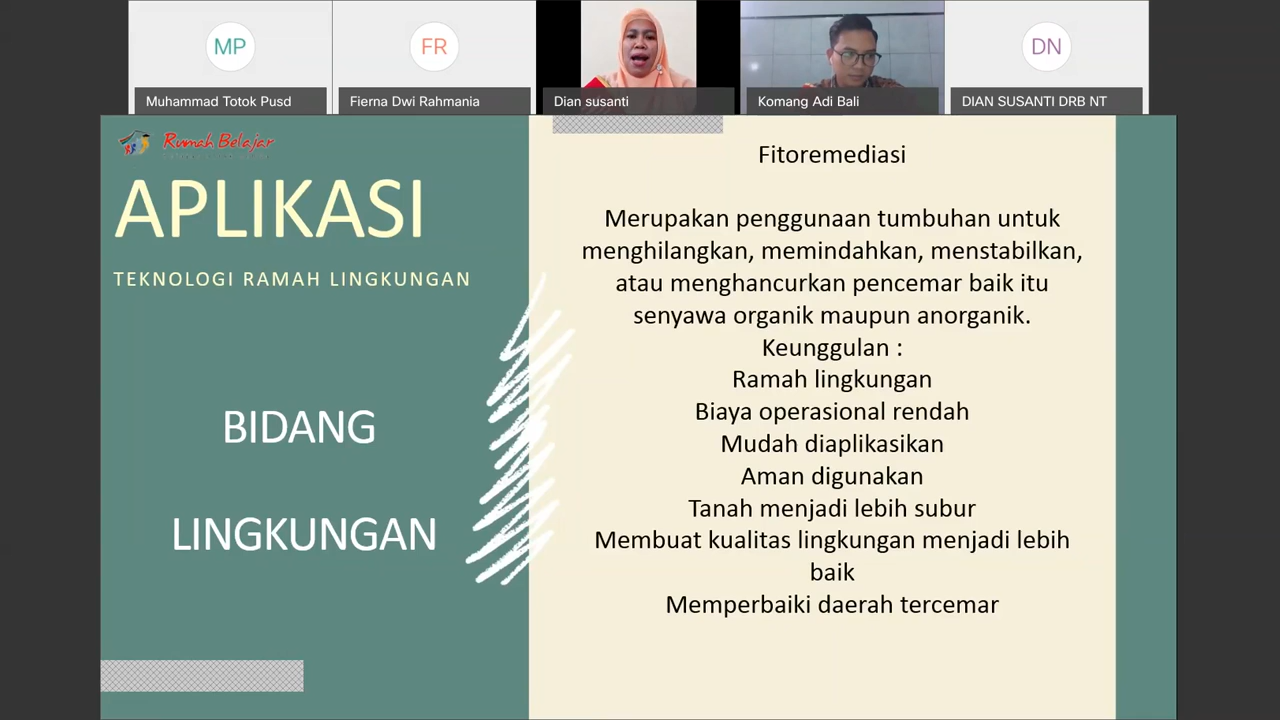 MP
FR
DN
Muhammad Totok Pusd
Fierna Dwi Rahmania
Dian susanti
Komang Adi Bali
DIAN SUSANTI DRB NT
Rumah Belajar
APLIKASI
TEKNOLOGI RAMAH LINGKUNGAN
BIDANG
LINGKUNGAN
Fitoremediasi
Merupakan penggunaan tumbuhan untuk
menghilangkan, memindahkan, menstabilkan,
atau menghancurkan pencemar baik itu
senyawa organik maupun anorganik.
Keunggulan :
Ramah lingkungan
Biaya operasional rendah
Mudah diaplikasikan
Aman digunakan
Tanah menjadi lebih subur
Membuat kualitas lingkungan menjadi lebih
baik
Memperbaiki daerah tercemar